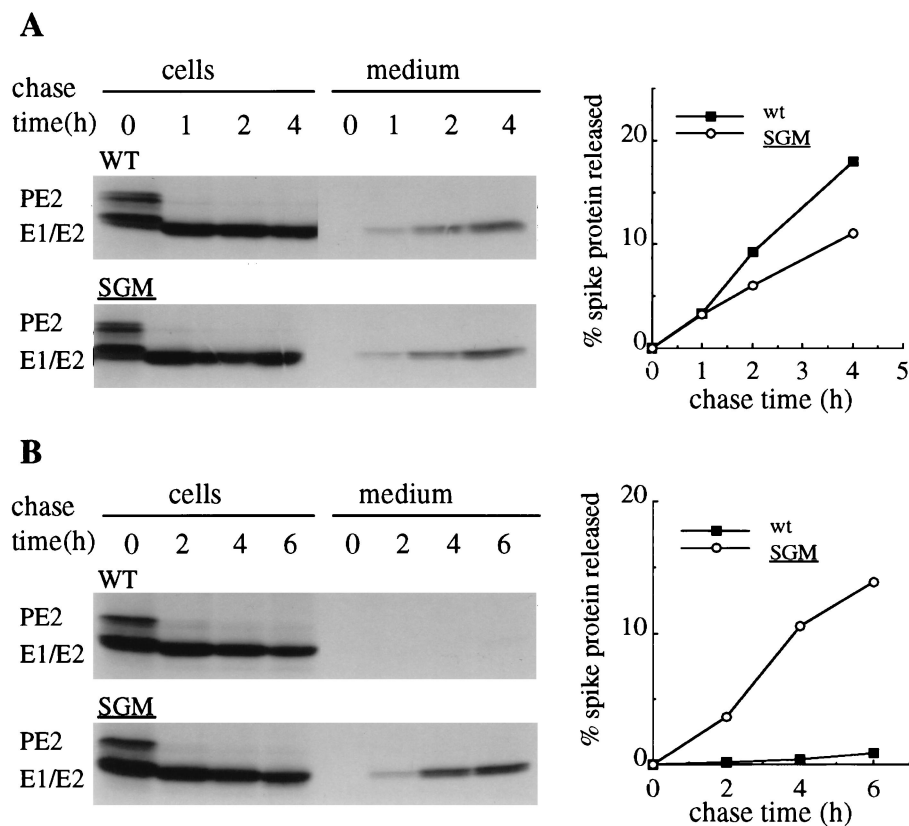 A
cells medium
chase
time(h) 0 1 2 4 0 1 2 4
WT
PE2
E1/E2
SGM
PE2
E1/E2
% spike protein released
20
10
0
wt
SGM
0 1 2 3 4 5
chase time (h)
B
cells medium
chase
time(h) 0 2 4 6 0 2 4 6
WT
PE2
E1/E2
SGM
PE2
E1/E2
% spike protein released
20
10
0
wt
SGM
0 2 4 6
chase time (h)